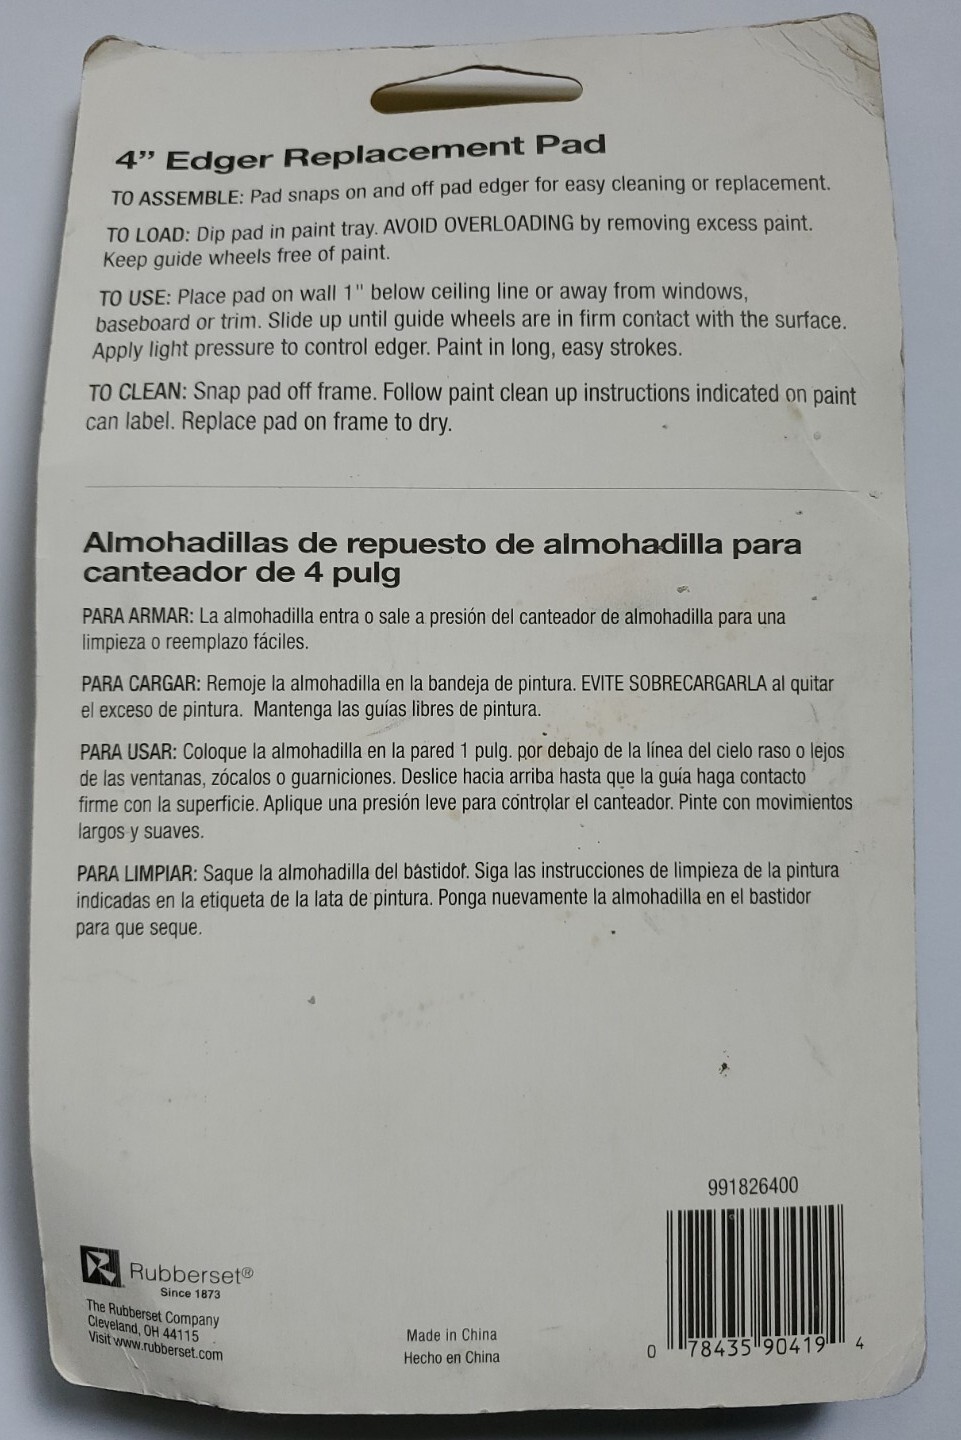 4” Edger Replacement Pad
TO ASSEMBLE: Pad snaps on and off pad edger for easy cleaning or replacement.
TO LOAD: Dip pad in paint tray. AVOID OVERLOADING by removing excess paint.
Keep guide wheels free of paint.
TO USE: Place pad on wall 1" below ceiling line or away from windows,
baseboard or trim. Slide up until guide wheels are in firm contact with the surface.
Apply light pressure to control edger. Paint in long, easy strokes.
TO CLEAN: Snap pad off frame. Follow paint clean up instructions indicated on paint
can label. Replace pad on frame to dry.
Almohadillas de repuesto de almohadilla para
canteador de 4 pulg
PARA ARMAR: La almohadilla entra o sale a presión del canteador de almohadilla para una
limpieza o reemplazo fáciles.
PARA CARGAR: Remoje la almohadilla en la bandeja de pintura. EVITE SOBRECARGARLA al quitar
el exceso de pintura. Mantenga las guías libres de pintura.
PARA USAR: Coloque la almohadilla en la pared 1 pulg. por debajo de la línea del cielo raso o lejos
de las ventanas, zócalos o guarniciones. Deslice hacia arriba hasta que la guía haga contacto
firme con la superficie. Aplique una presión leve para controlar el canteador. Pinte con movimientos
largos y suaves.
PARA LIMPIAR: Saque la almohadilla del bastidor. Siga las instrucciones de limpieza de la pintura
indicadas en la etiqueta de la lata de pintura. Ponga nuevamente la almohadilla en el bastidor
para que seque.
991826400
0 78435 90419 4
Rubberset®
Since 1873
The Rubberset Company
Cleveland, OH 44115
Visit www.rubberset.com
Made in China
Hecho en China